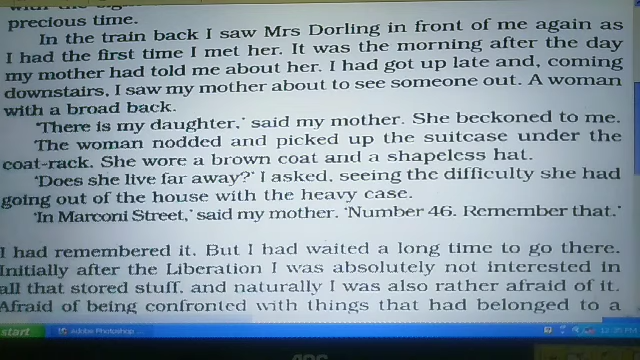 precious time.
In the train back I saw Mrs Dorling in front of me again as
I had the first time I met her. It was the morning after the day
my mother had told me about her. I had got up late and, coming
downstairs, I saw my mother about to see someone out. A woman
with a broad back.
'There is my daughter,' said my mother. She beckoned to me.
The woman nodded and picked up the suitcase under the
coat-rack. She wore a brown coat and a shapeless hat.
'Does she live far away?' I asked, seeing the difficulty she had
going out of the house with the heavy case.
'In Marconi Street,' said my mother. 'Number 46. Remember that.'
I had remembered it. But I had waited a long time to go there.
Initially after the Liberation I was absolutely not interested in
all that stored stuff, and naturally I was also rather afraid of it.
Afraid of being confronted with things that had belonged to a
start
Adobe Photoshop ...